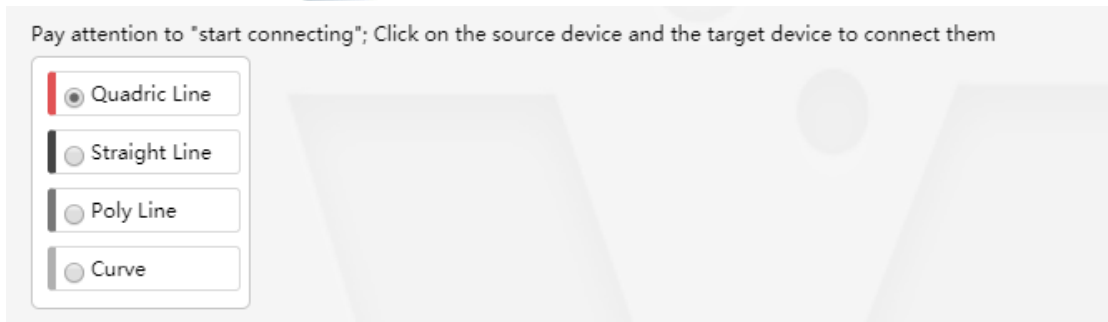 Pay attention to "start connecting"; Click on the source device and the target device to connect them
Quadric Line
Straight Line
Poly Line
Curve